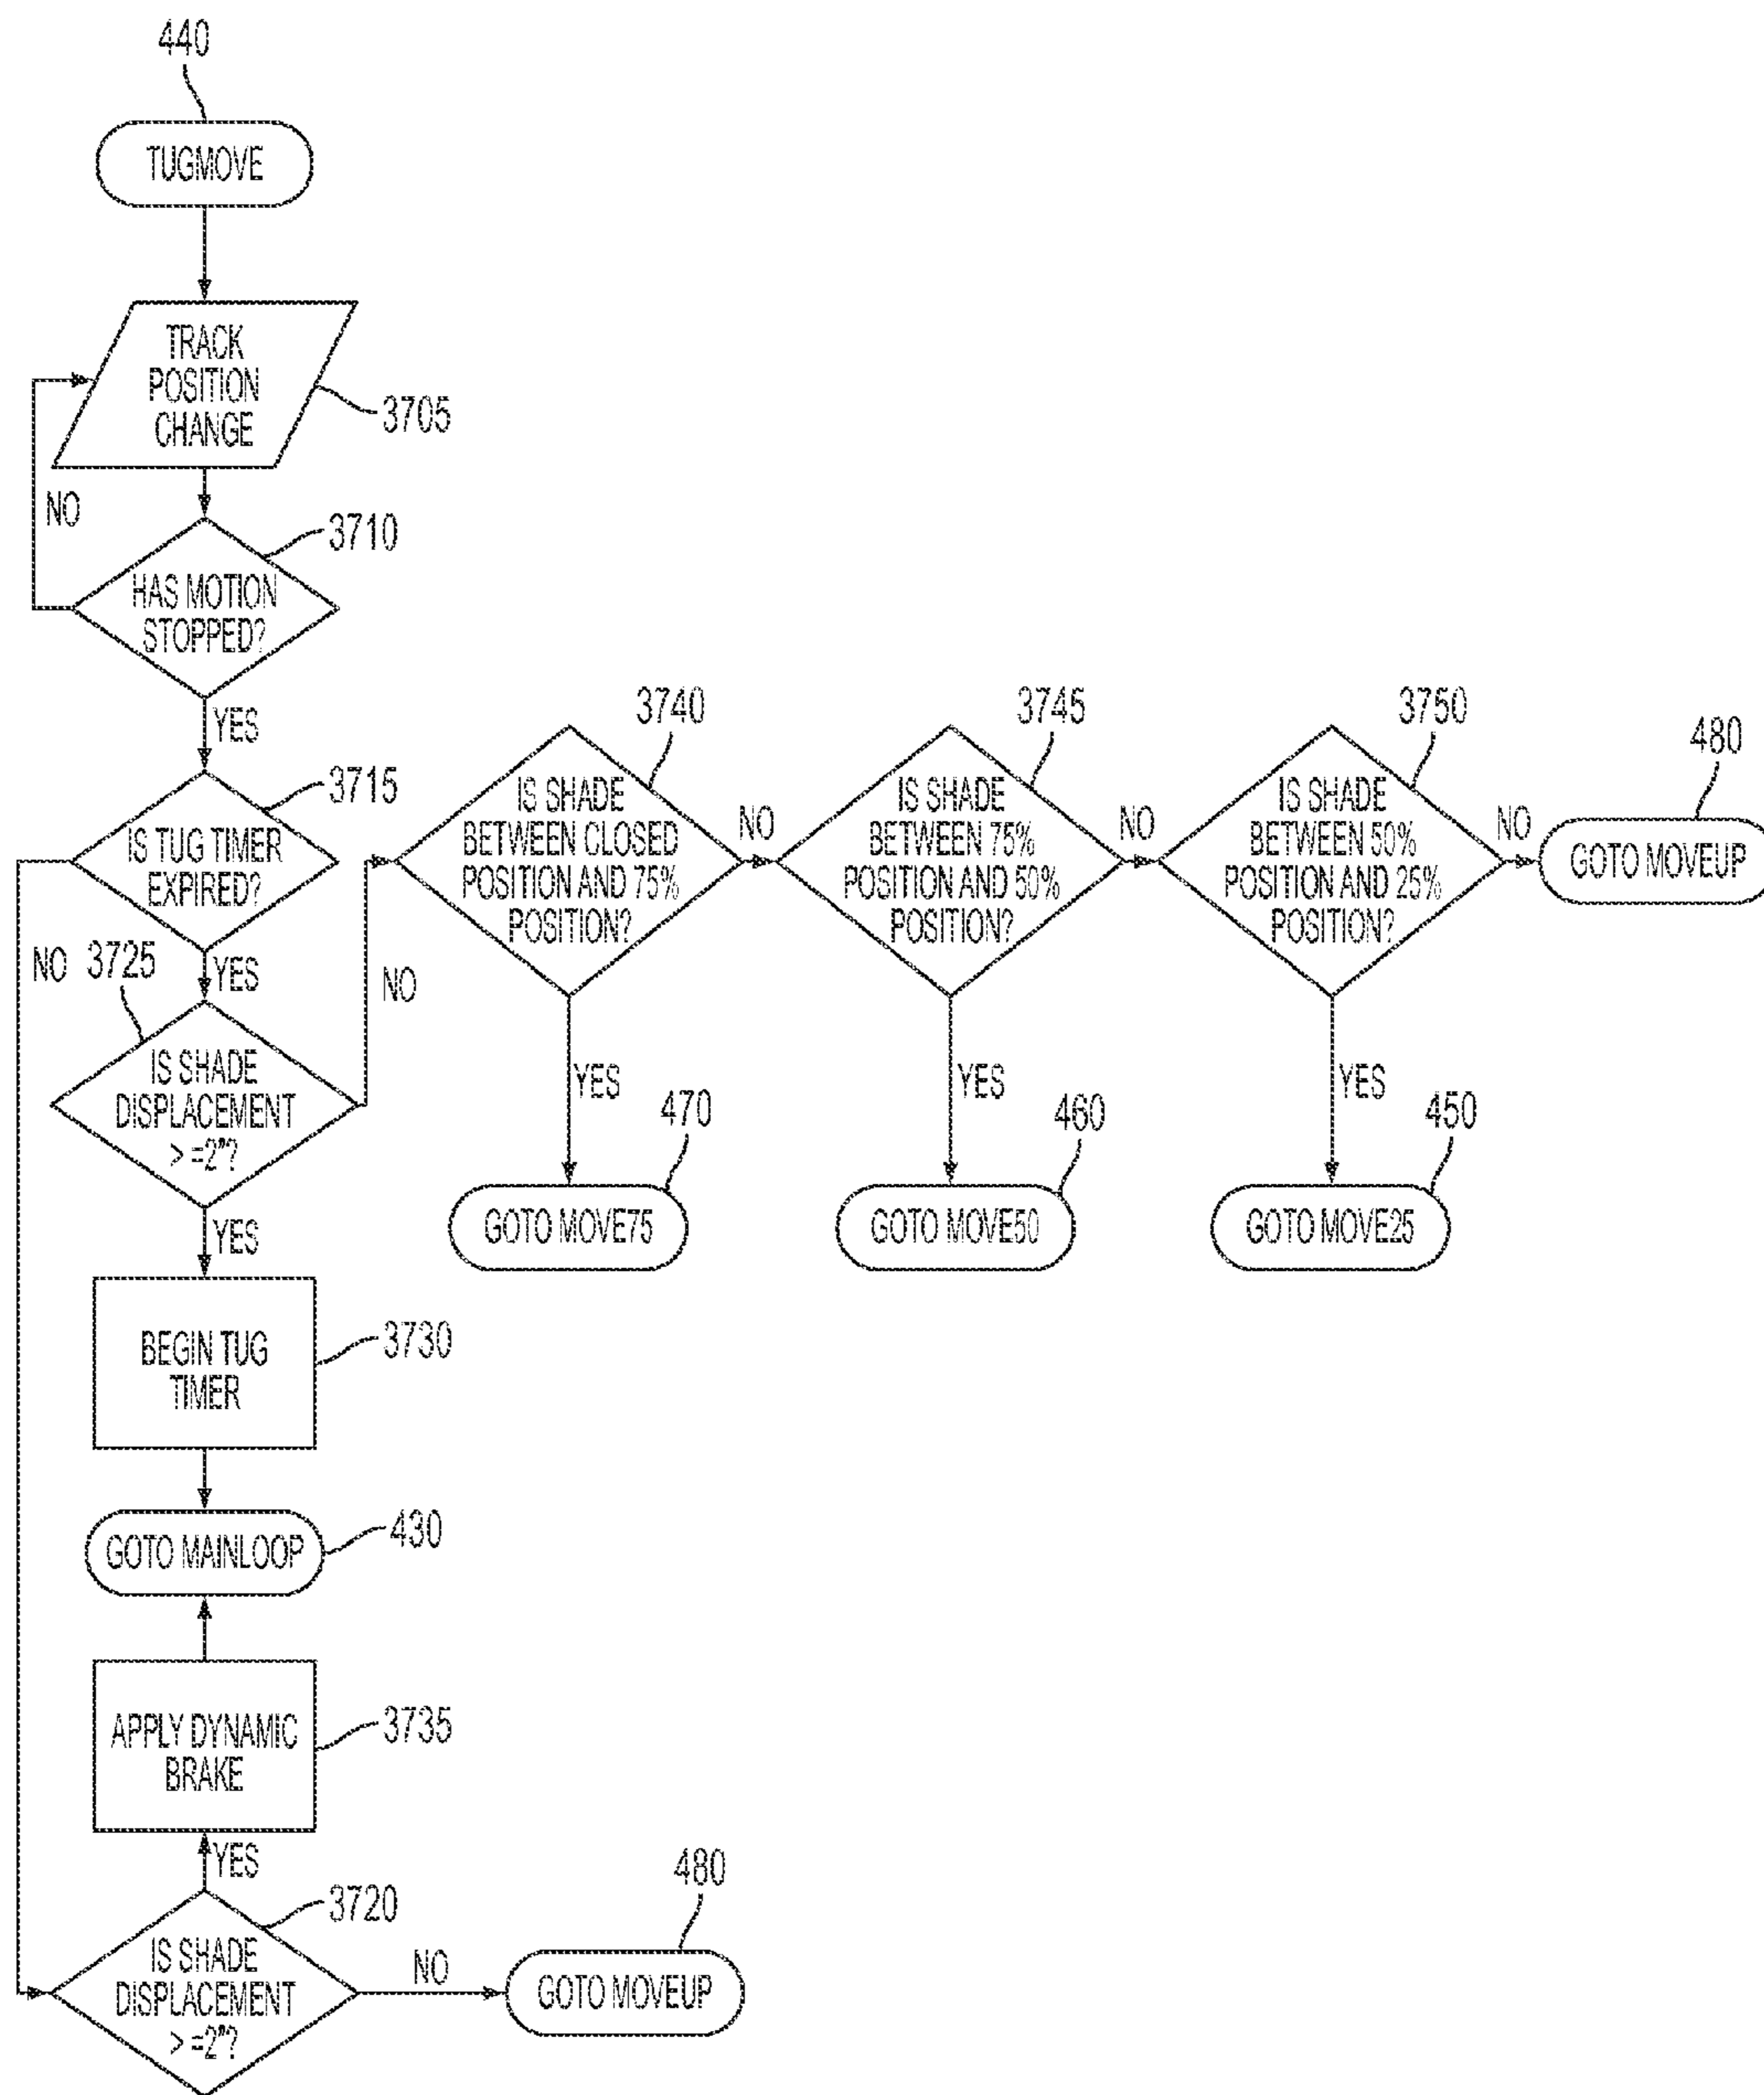 440
TUGMOVE
TRACK
POSITION
CHANGE
3705
NO
3710
HAS MOTION
STOPPED?
YES
3715
IS TUG TIMER
EXPIRED?
NO
3725
YES
IS SHADE
DISPLACEMENT
> =2"?
NO
YES
3740
IS SHADE
BETWEEN CLOSED
POSITION AND 75%
POSITION?
NO
YES
470
GOTO MOVE75
3745
IS SHADE
BETWEEN 75%
POSITION AND 50%
POSITION?
NO
YES
460
GOTO MOVE50
3750
IS SHADE
BETWEEN 50%
POSITION AND 25%
POSITION?
NO
YES
450
GOTO MOVE25
480
GOTO MOVEUP
BEGIN TUG
TIMER
3730
GOTO MAINLOOP
430
APPLY DYNAMIC
BRAKE
3735
YES
3720
IS SHADE
DISPLACEMENT
> =2"?
NO
480
GOTO MOVEUP